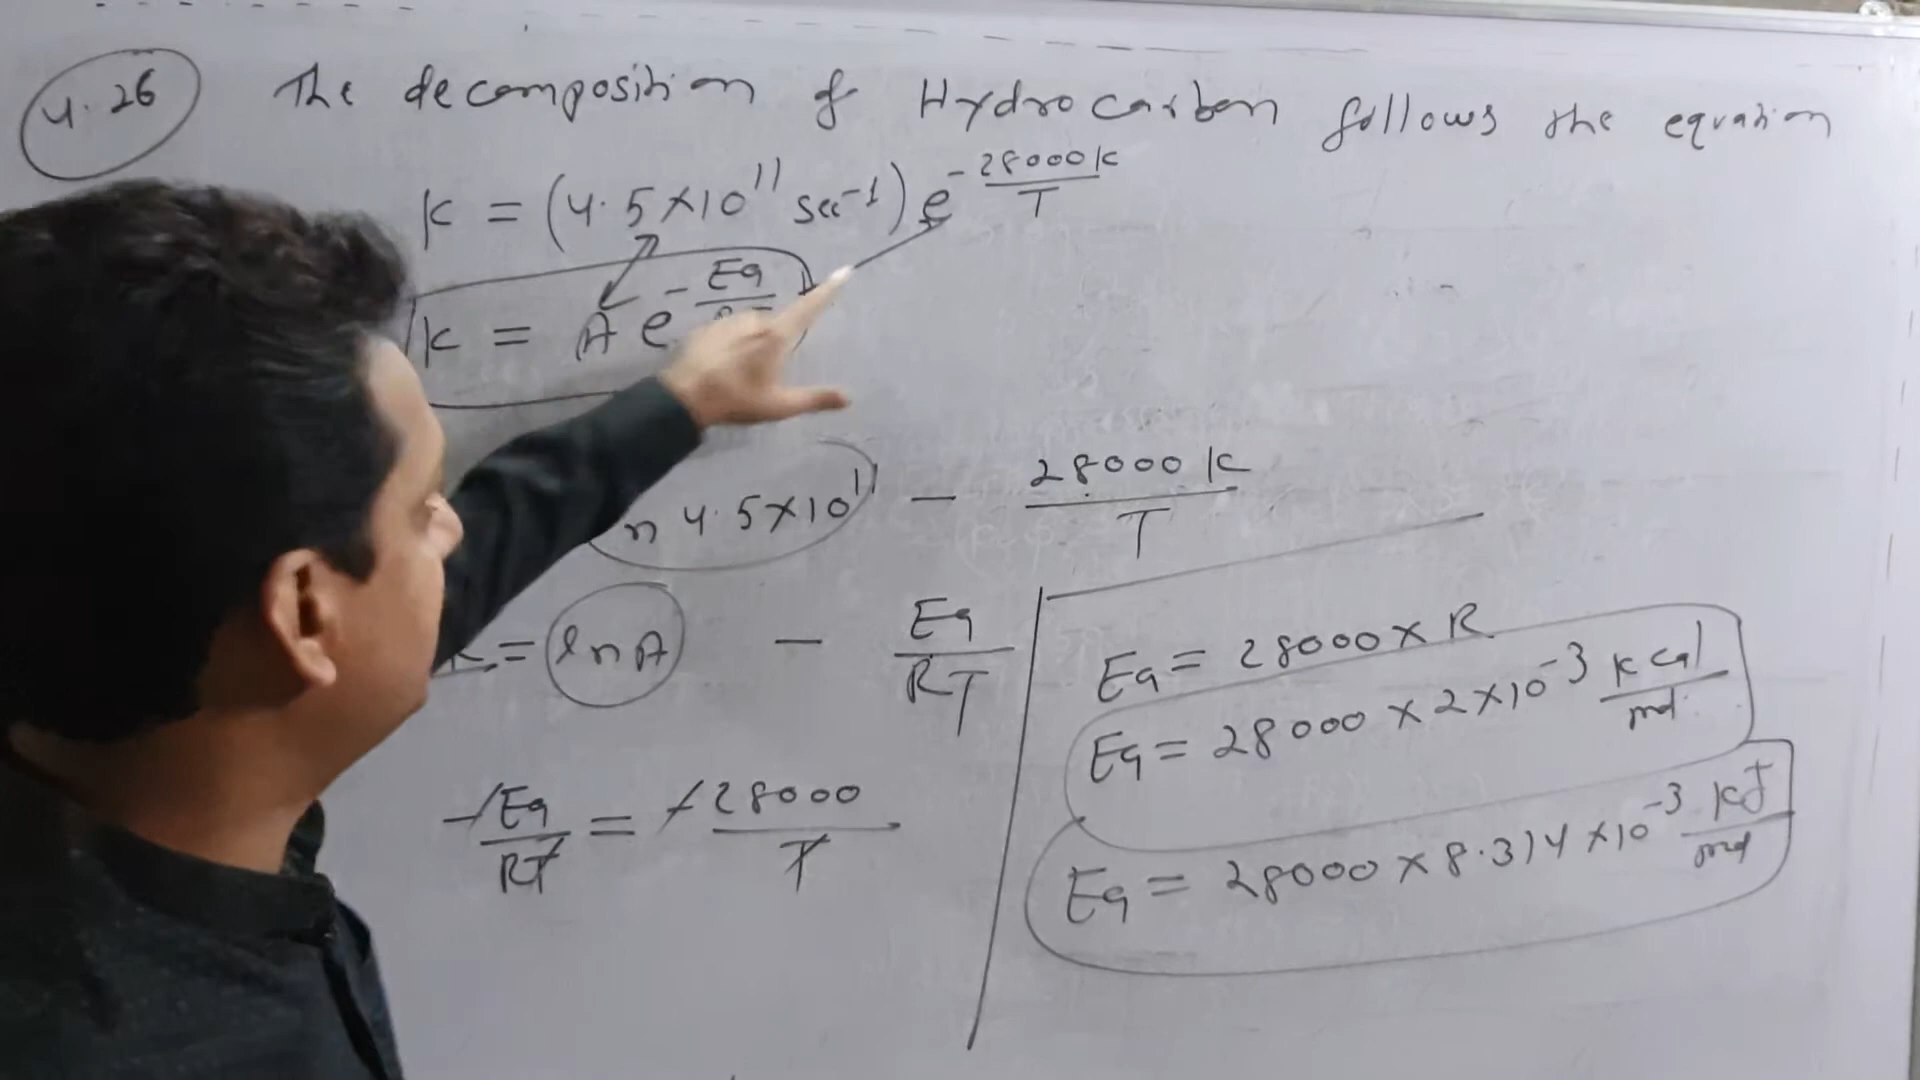 4.26 The decomposition of Hydrocarbon follows the equation
K = (4.5×10¹¹ sec⁻¹) e^-28000K/T
K = A e^-Ea/
n 4.5×10¹¹ - 28000K/T
= ln A - Ea/RT
-Ea/RT = -28000/T
Ea = 28000 × R
Ea = 28000 × 2×10⁻³ kcal/mol
Ea = 28000 × 8.314 ×10⁻³ kJ/mol